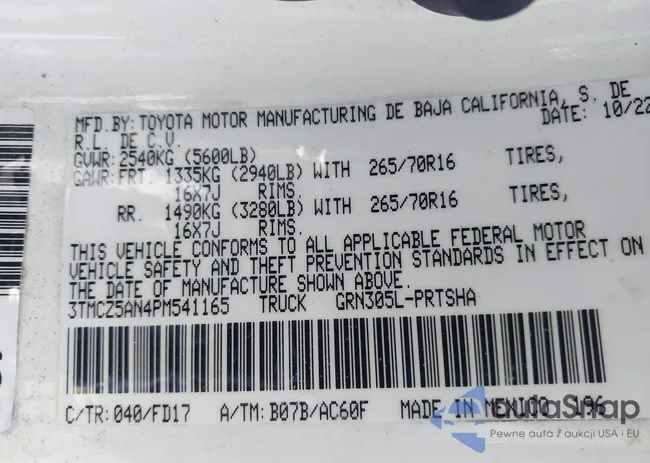 MFD.BY: TOYOTA MOTOR MANUFACTURING DE BAJA CALIFORNIA, S. DE
R.L. DE C.V. DATE: 10/22
GVWR: 2540KG (5600LB)
GAWR: FRT. 1335KG (2940LB) WITH 265/70R16 TIRES,
16X7J RIMS.
RR. 1490KG (3280LB) WITH 265/70R16 TIRES,
16X7J RIMS.
THIS VEHICLE CONFORMS TO ALL APPLICABLE FEDERAL MOTOR
VEHICLE SAFETY AND THEFT PREVENTION STANDARDS IN EFFECT ON
THE DATE OF MANUFACTURE SHOWN ABOVE.
3TMCZ5AN4PM541165 TRUCK GRN305L-PRTSHA
C/TR: 040/FD17 A/TM: B07B/AC60F MADE IN MEXICO 196
AutaSnap
Pewne auta z aukcji USA i EU